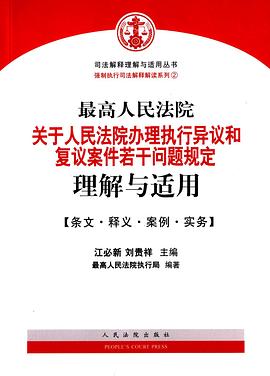 司法解释理解与适用丛书
强制执行司法解释解读系列②
最高人民法院
关于人民法院办理执行异议和
复议案件若干问题规定
理解与适用
【条文·释义·案例·实务】
江必新 刘贵祥 主编
最高人民法院执行局 编著
人民法院出版社
PEOPLE'S COURT PRESS